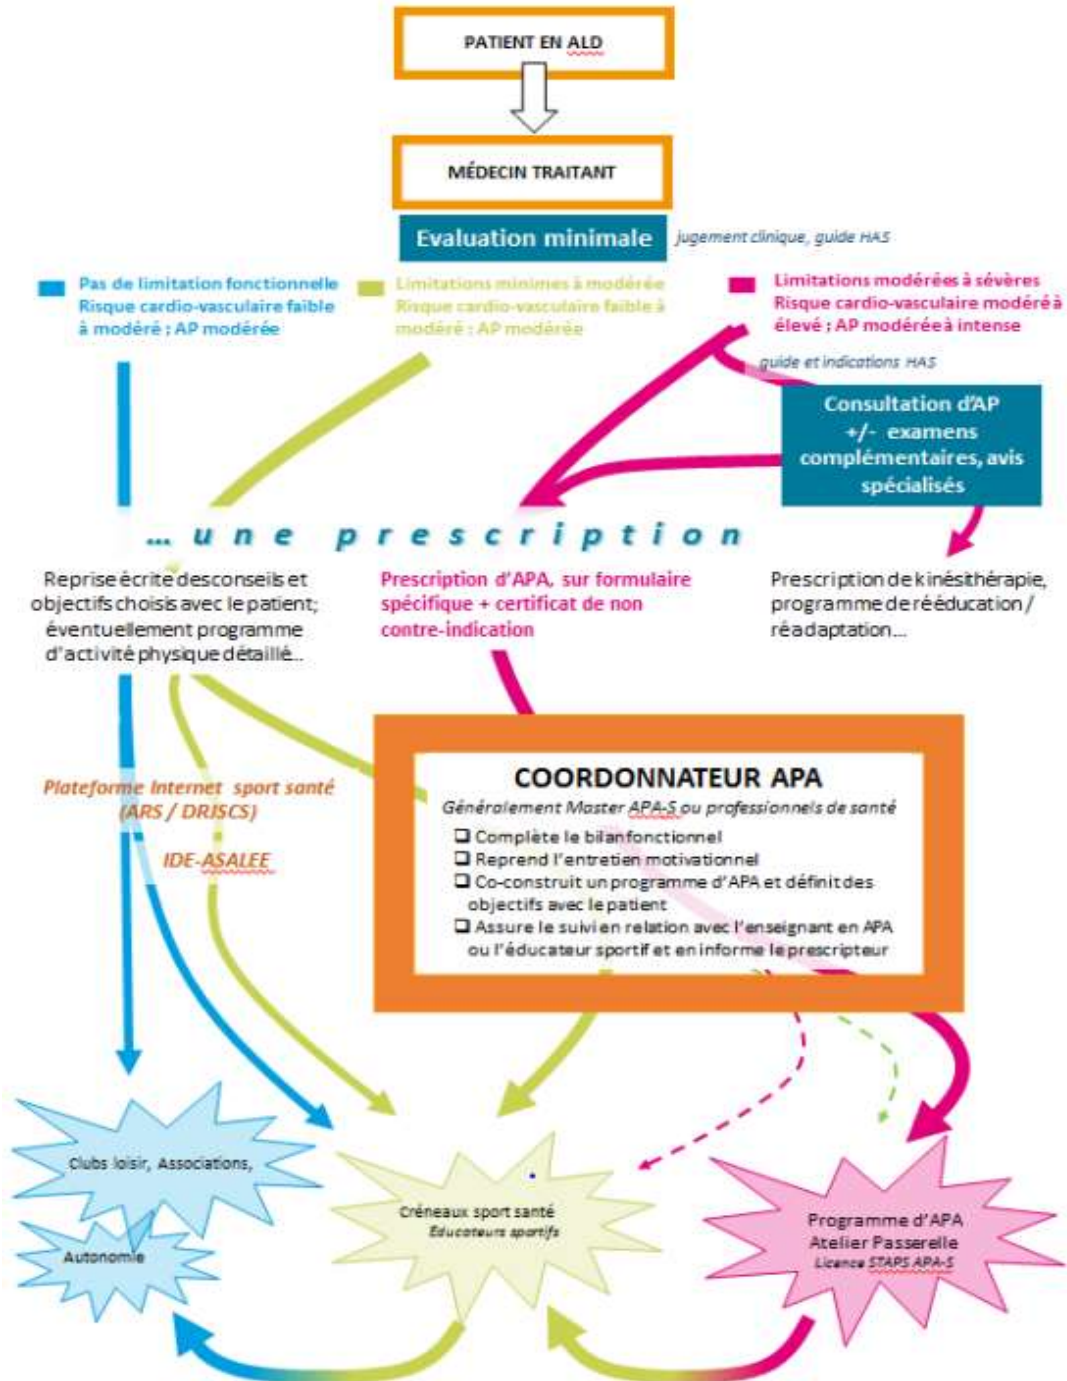 PATIENT EN ALD
MÉDECIN TRAITANT
Evaluation minimale
jugement clinique, guide HAS
Pas de limitation fonctionnelle
Risque cardio-vasculaire faible
à modéré ; AP modérée
Limitations minimes à modérée
Risque cardio-vasculaire faible à
modéré ; AP modérée
Limitations modérées à sévères
Risque cardio-vasculaire modéré à
élevé ; AP modérée à intense
guide et indications HAS
Consultation d'AP
+/- examens
complémentaires, avis
spécialisés
... une prescription
Reprise écrite desconseils et
objectifs choisis avec le patient;
éventuellement programme
d'activité physique détaillé...
Prescription d'APA, sur formulaire
spécifique + certificat de non
contre-indication
Prescription de kinésithérapie,
programme de rééducation /
réadaptation...
Plateforme Internet sport santé
(ARS / DRJSCS)
IDE-ASALEE
COORDONNATEUR APA
Généralement Master APA-S ou professionnels de santé
❑ Complète le bilanfonctionnel
❑ Reprend l'entretien motivationnel
❑ Co-construit un programme d'APA et définit des
objectifs avec le patient
❑ Assure le suivi en relation avec l'enseignant en APA
ou l'éducateur sportif et en informe le prescripteur
Clubs loisir, Associations,
Autonomie
Créneaux sport santé
Educateurs sportifs
Programme d'APA
Atelier Passerelle
Licence STAPS APA-S